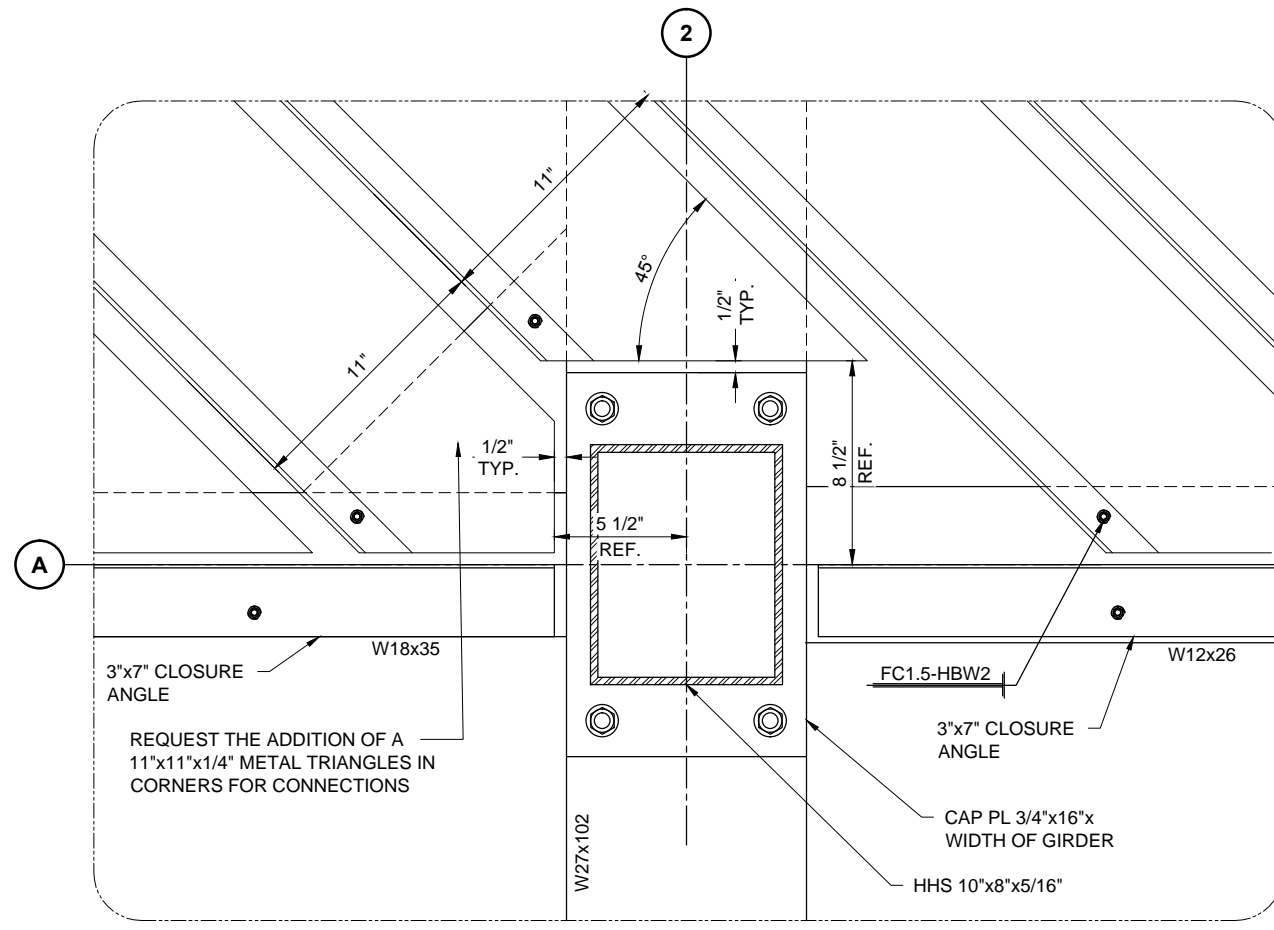 2
11"
45°
1/2"
TYP.
11"
1/2"
TYP.
8 1/2"
REF.
5 1/2"
REF.
A
W18x35
W12x26
3"x7" CLOSURE
ANGLE
FC1.5-HBW2
3"x7" CLOSURE
ANGLE
REQUEST THE ADDITION OF A
11"x11"x1/4" METAL TRIANGLES IN
CORNERS FOR CONNECTIONS
W27x102
CAP PL 3/4"x16"x
WIDTH OF GIRDER
HHS 10"x8"x5/16"